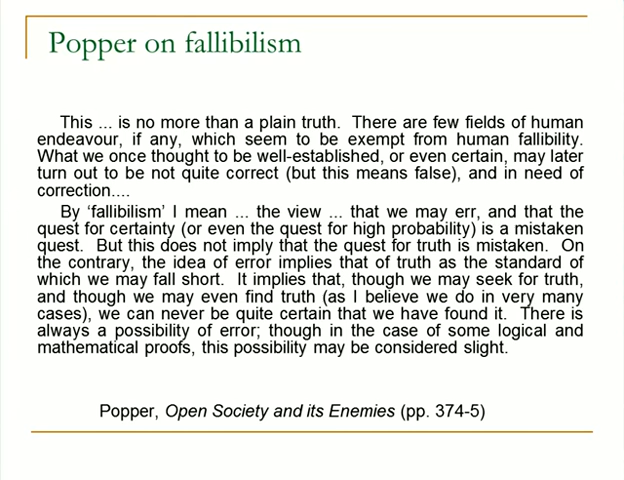 Popper on fallibilism
This ... is no more than a plain truth. There are few fields of human
endeavour, if any, which seem to be exempt from human fallibility.
What we once thought to be well-established, or even certain, may later
turn out to be not quite correct (but this means false), and in need of
correction....
By ‘fallibilism’ I mean ... the view ... that we may err, and that the
quest for certainty (or even the quest for high probability) is a mistaken
quest. But this does not imply that the quest for truth is mistaken. On
the contrary, the idea of error implies that of truth as the standard of
which we may fall short. It implies that, though we may seek for truth,
and though we may even find truth (as I believe we do in very many
cases), we can never be quite certain that we have found it. There is
always a possibility of error; though in the case of some logical and
mathematical proofs, this possibility may be considered slight.
Popper, Open Society and its Enemies (pp. 374-5)